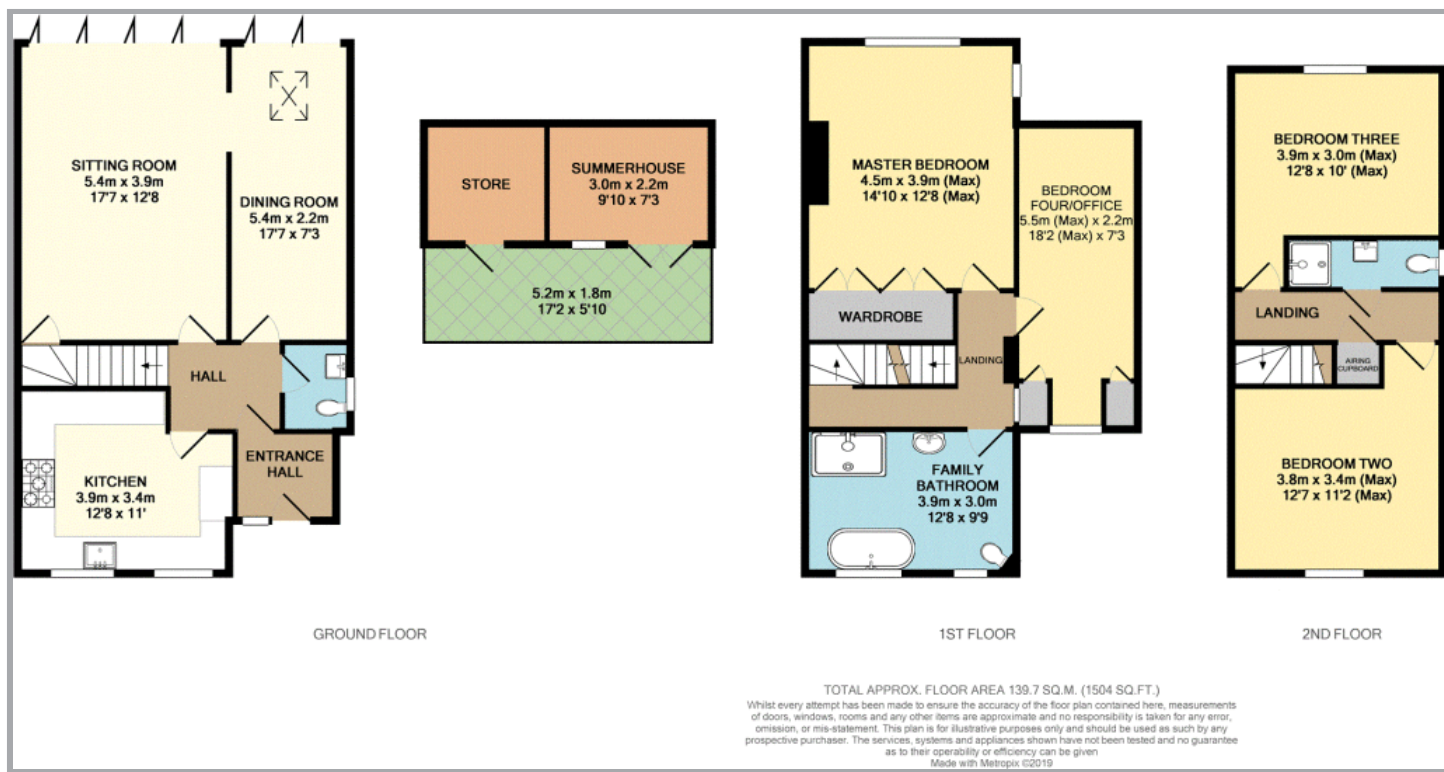 SITTING ROOM
5.4m x 3.9m
17'7 x 12'8
DINING ROOM
5.4m x 2.2m
17'7 x 7'3
HALL
KITCHEN
3.9m x 3.4m
12'8 x 11'
ENTRANCE
HALL
STORE
SUMMERHOUSE
3.0m x 2.2m
9'10 x 7'3
5.2m x 1.8m
17'2 x 5'10
GROUND FLOOR
MASTER BEDROOM
4.5m x 3.9m (Max)
14'10 x 12'8 (Max)
BEDROOM
FOUR/OFFICE
5.5m (Max) x 2.2m
18'2 (Max) x 7'3
WARDROBE
LANDING
FAMILY
BATHROOM
3.9m x 3.0m
12'8 x 9'9
1ST FLOOR
BEDROOM THREE
3.9m x 3.0m (Max)
12'8 x 10' (Max)
LANDING
AIRING
CUPBOARD
BEDROOM TWO
3.8m x 3.4m (Max)
12'7 x 11'2 (Max)
2ND FLOOR
TOTAL APPROX. FLOOR AREA 139.7 SQ.M. (1504 SQ.FT.)
Whilst every attempt has been made to ensure the accuracy of the floor plan contained here, measurements
of doors, windows, rooms and any other items are approximate and no responsibility is taken for any error,
omission, or mis-statement. This plan is for illustrative purposes only and should be used as such by any
prospective purchaser. The services, systems and appliances shown have not been tested and no guarantee
as to their operability or efficiency can be given
Made with Metropix ©2019